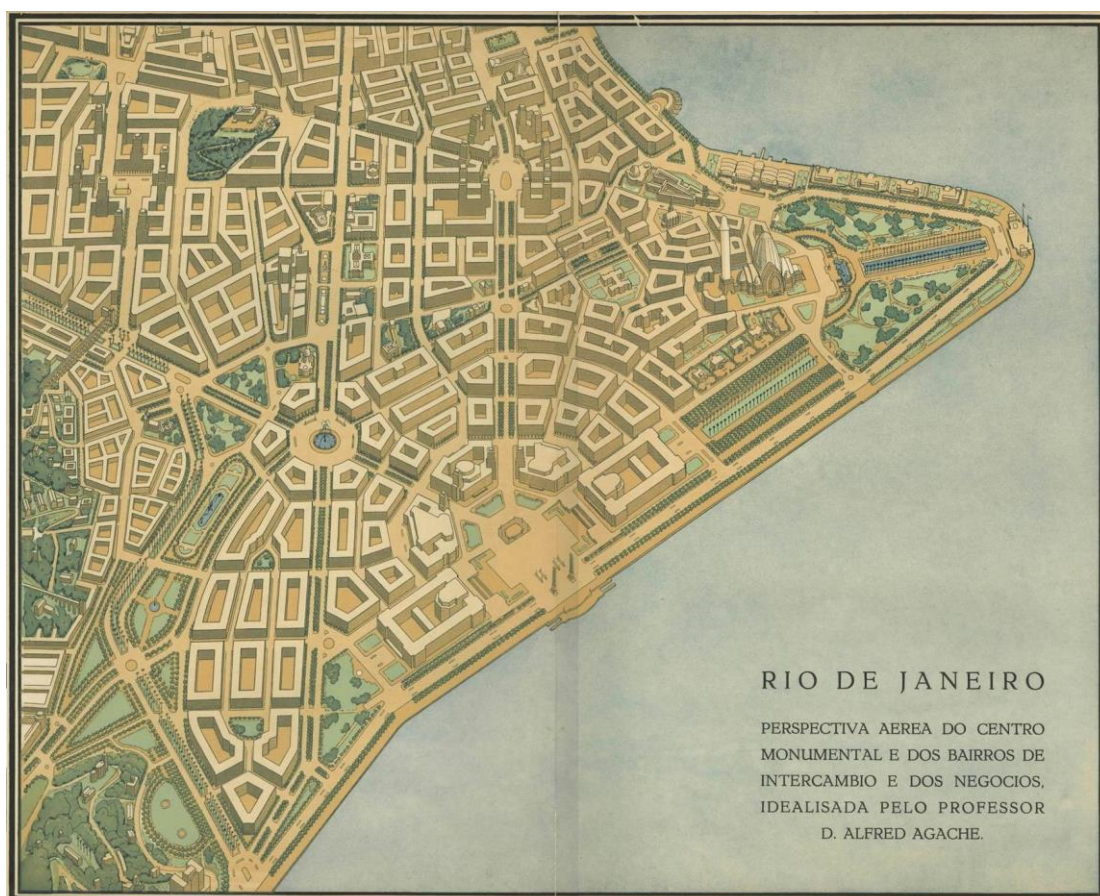 RIO DE JANEIRO
PERSPECTIVA AEREA DO CENTRO
MONUMENTAL E DOS BAIRROS DE
INTERCAMBIO E DOS NEGOCIOS,
IDEALISADA PELO PROFESSOR
D. ALFRED AGACHE.